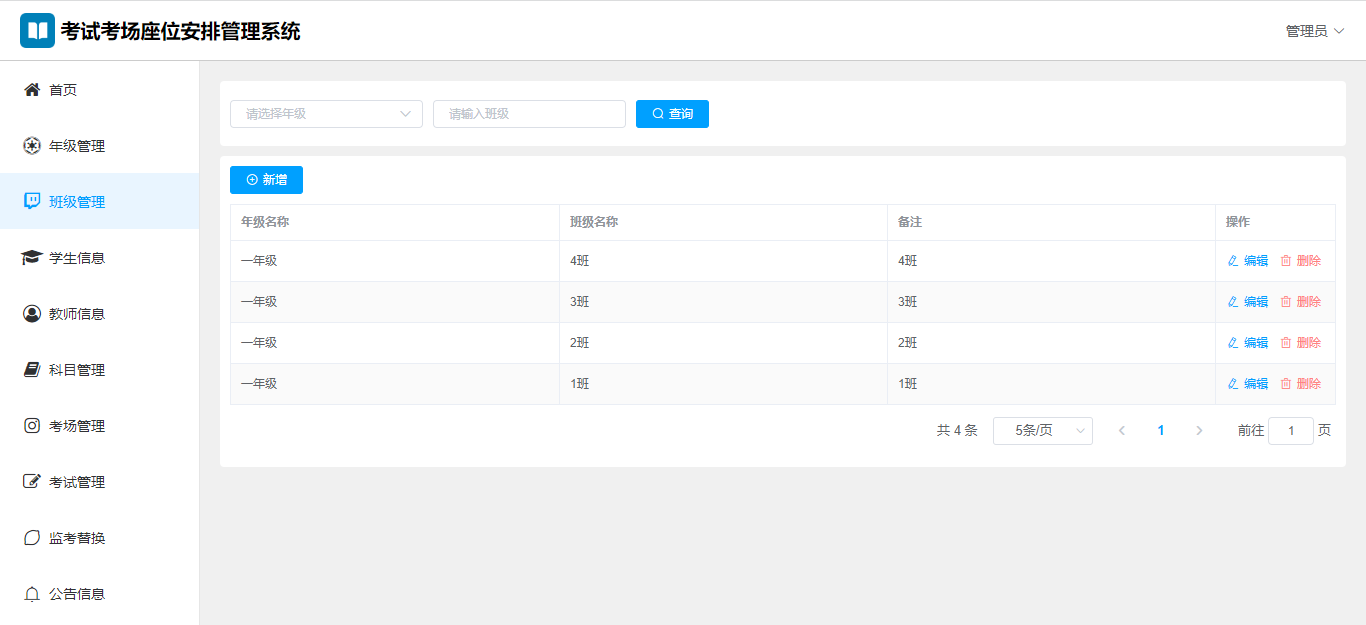 考试考场座位安排管理系统
管理员
首页
年级管理
班级管理
学生信息
教师信息
科目管理
考场管理
考试管理
监考替换
公告信息
请选择年级 请输入班级 查询
新增
年级名称 班级名称 备注 操作
一年级 4班 4班 编辑 删除
一年级 3班 3班 编辑 删除
一年级 2班 2班 编辑 删除
一年级 1班 1班 编辑 删除
共 4 条 5条/页 1 前往 1 页